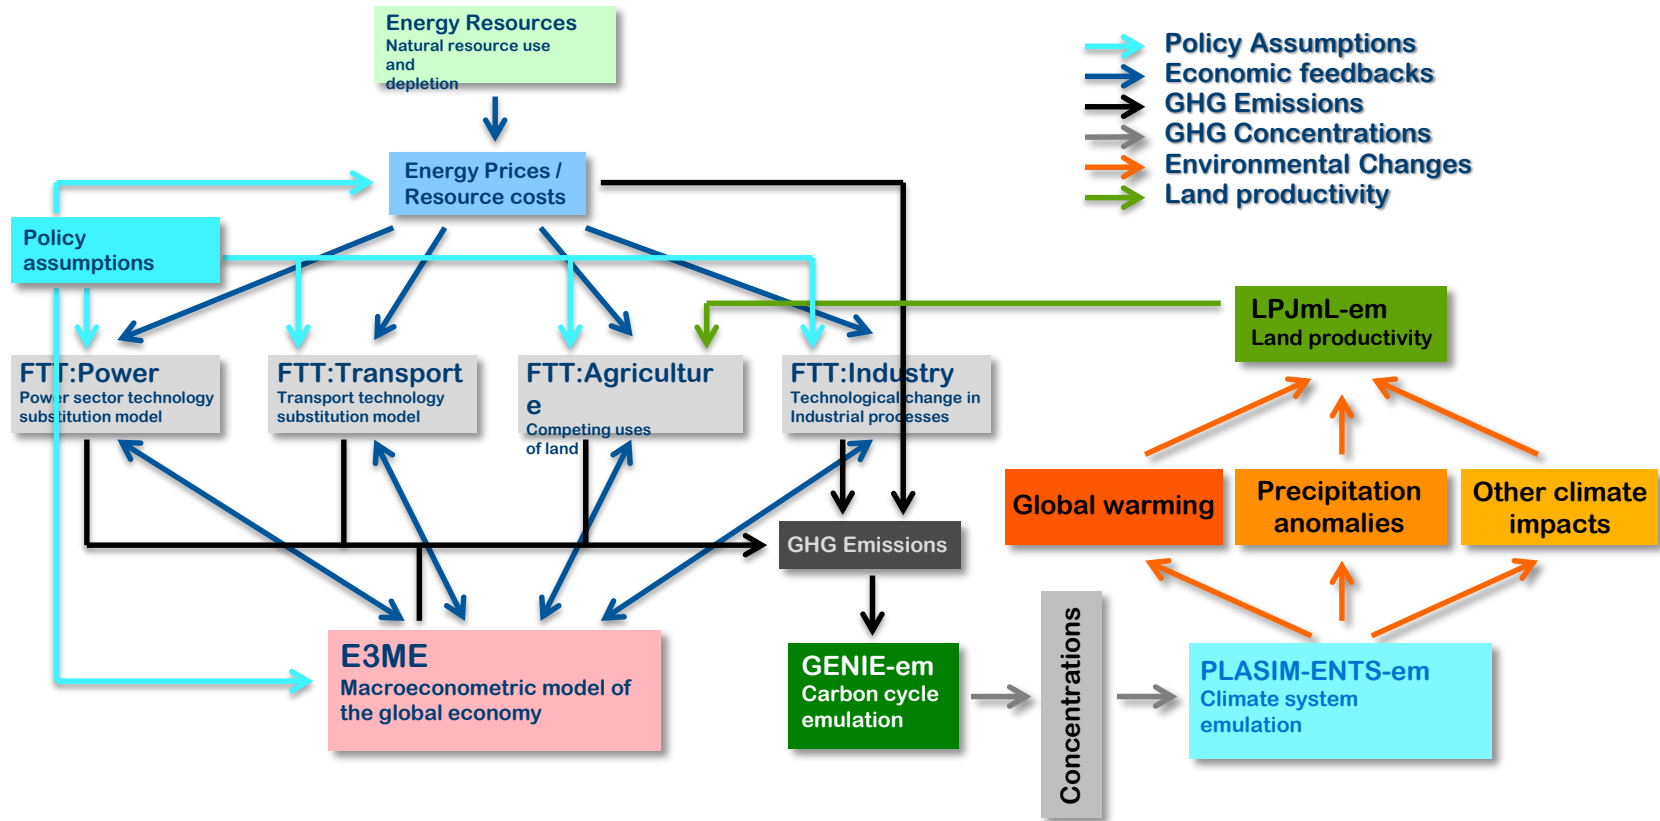 Energy Resources
Natural resource use
and
depletion
Policy Assumptions
Economic feedbacks
GHG Emissions
GHG Concentrations
Environmental Changes
Land productivity
Energy Prices /
Resource costs
Policy
assumptions
LPJmL-em
Land productivity
FTT:Power
Power sector technology
substitution model
FTT:Transport
Transport technology
substitution model
FTT:Agricultur
e
Competing uses
of land
FTT:Industry
Technological change in
Industrial processes
Global warming
Precipitation
anomalies
Other climate
impacts
GHG Emissions
E3ME
Macroeconometric model of
the global economy
GENIE-em
Carbon cycle
emulation
Concentrations
PLASIM-ENTS-em
Climate system
emulation